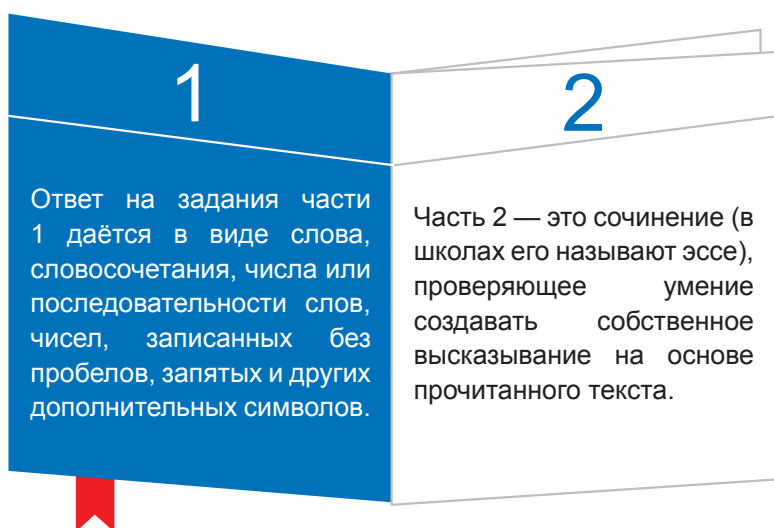 1
Ответ на задания части
1 даётся в виде слова,
словосочетания, числа или
последовательности слов,
чисел, записанных без
пробелов, запятых и других
дополнительных символов.
2
Часть 2 — это сочинение (в
школах его называют эссе),
проверяющее умение
создавать собственное
высказывание на основе
прочитанного текста.